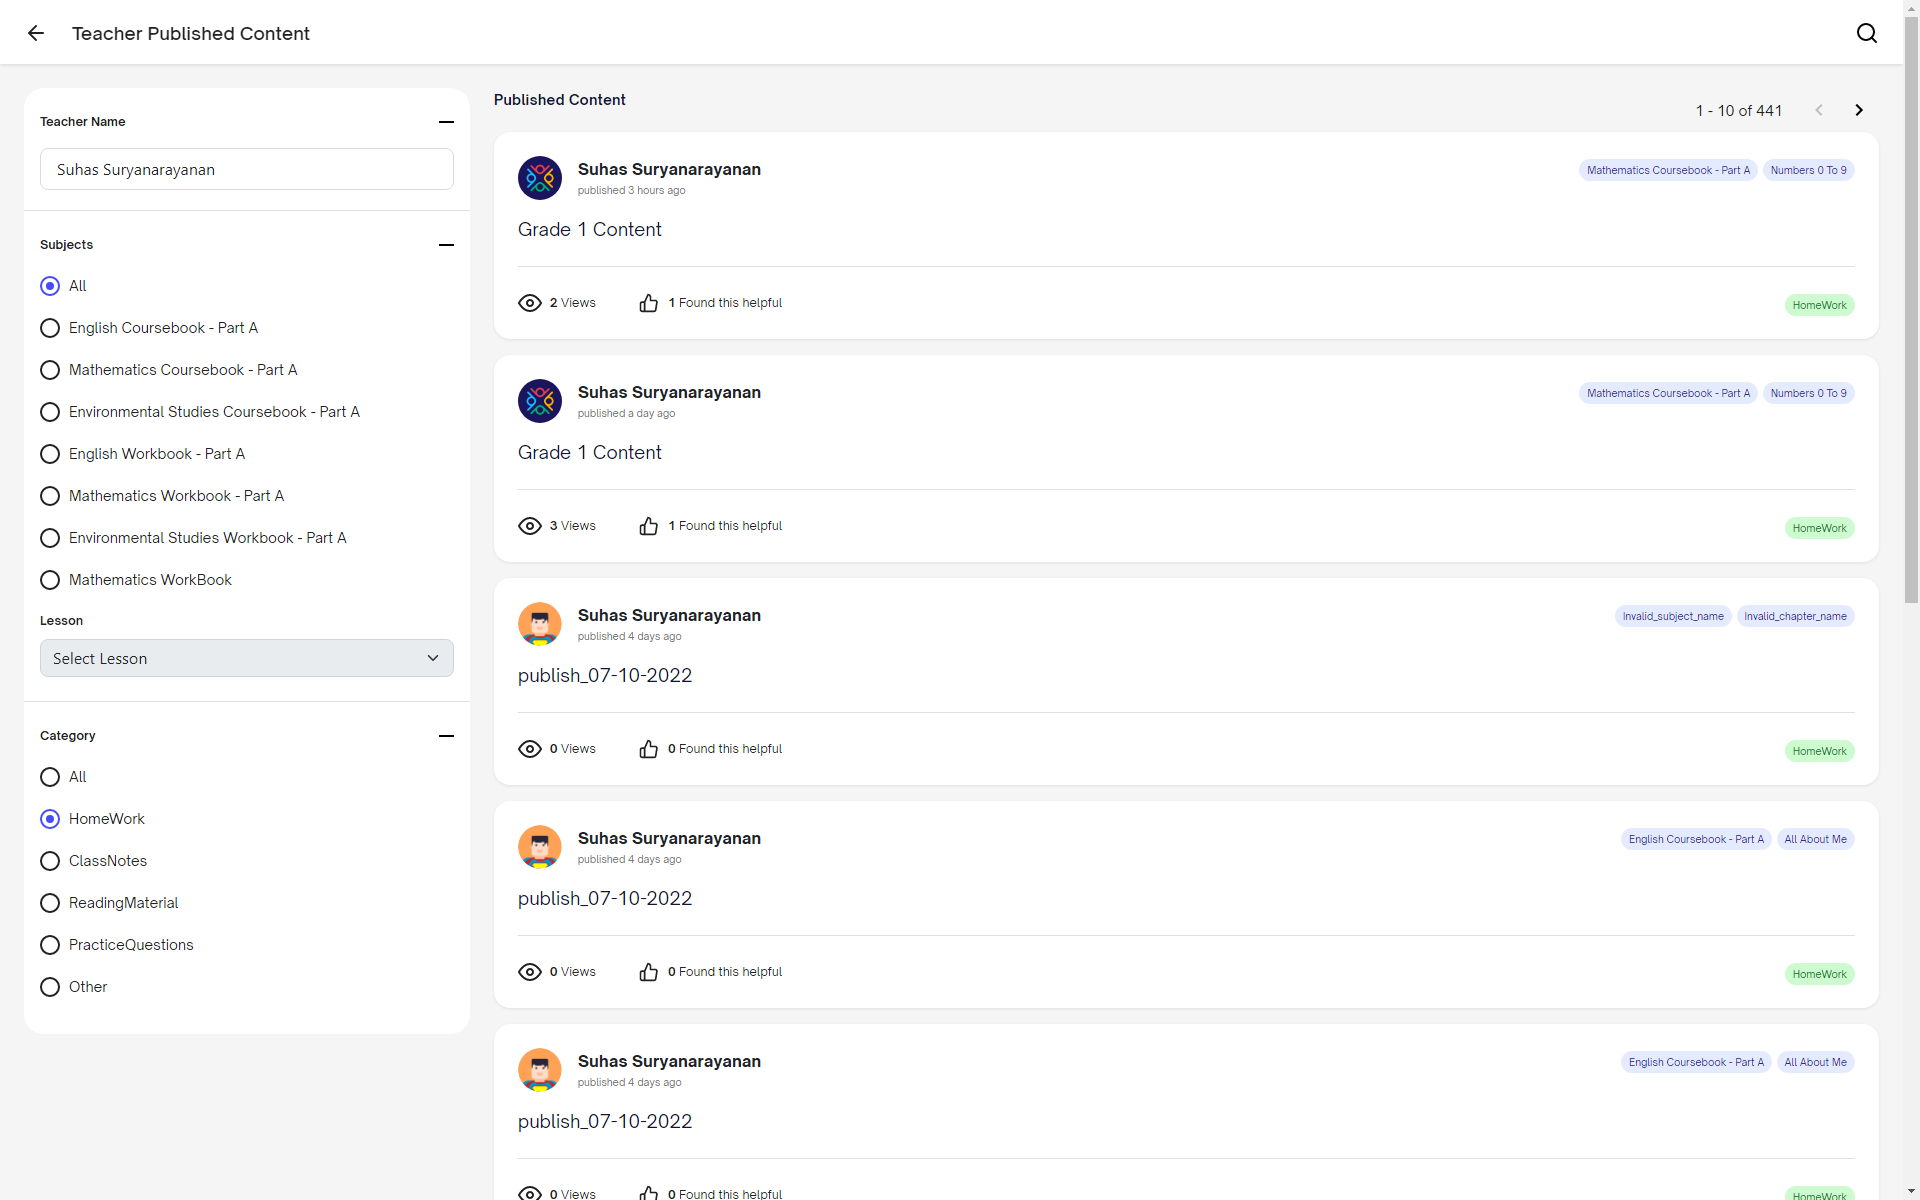 Teacher Published Content
Teacher Name
Suhas Suryanarayanan
Subjects
All
English Coursebook - Part A
Mathematics Coursebook - Part A
Environmental Studies Coursebook - Part A
English Workbook - Part A
Mathematics Workbook - Part A
Environmental Studies Workbook - Part A
Mathematics WorkBook
Lesson
Select Lesson
Category
All
HomeWork
ClassNotes
ReadingMaterial
PracticeQuestions
Other
Published Content
1 - 10 of 441
Suhas Suryanarayanan
published 3 hours ago
Mathematics Coursebook - Part A
Numbers 0 To 9
Grade 1 Content
2 Views
1 Found this helpful
HomeWork
Suhas Suryanarayanan
published a day ago
Mathematics Coursebook - Part A
Numbers 0 To 9
Grade 1 Content
3 Views
1 Found this helpful
HomeWork
Suhas Suryanarayanan
published 4 days ago
Invalid_subject_name
Invalid_chapter_name
publish_07-10-2022
0 Views
0 Found this helpful
HomeWork
Suhas Suryanarayanan
published 4 days ago
English Coursebook - Part A
All About Me
publish_07-10-2022
0 Views
0 Found this helpful
HomeWork
Suhas Suryanarayanan
published 4 days ago
English Coursebook - Part A
All About Me
publish_07-10-2022
0 Views
0 Found this helpful
HomeWork